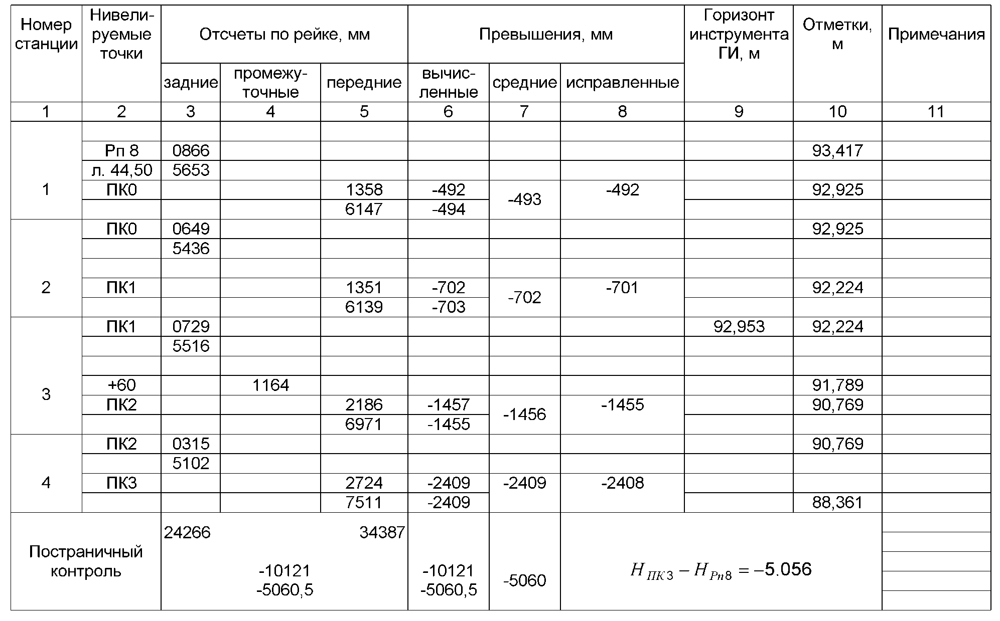 Номер станции
Нивели-
руемые
точки
Отсчеты по рейке, мм
Превышения, мм
Горизонт
инструмента
ГИ, м
Отметки,
м
Примечания
задние
промежу-
точные
передние
вычис-
ленные
средние
исправленные
1 2 3 4 5 6 7 8 9 10 11
Рп 8 0866 93,417
л. 44,50 5653
1 ПК0 1358 -492 -493 -492 92,925
6147 -494
ПК0 0649 92,925
5436
2 ПК1 1351 -702 -702 -701 92,224
6139 -703
ПК1 0729 92,953 92,224
5516
3 +60 1164 91,789
ПК2 2186 -1457 -1456 -1455 90,769
6971 -1455
ПК2 0315 90,769
5102
4 ПК3 2724 -2409 -2409 -2408
7511 -2409 88,361
Постраничный
контроль
24266 34387
-10121 -10121
-5060,5 -5060,5 -5060
H ПК3 − H Рп8 = −5.056